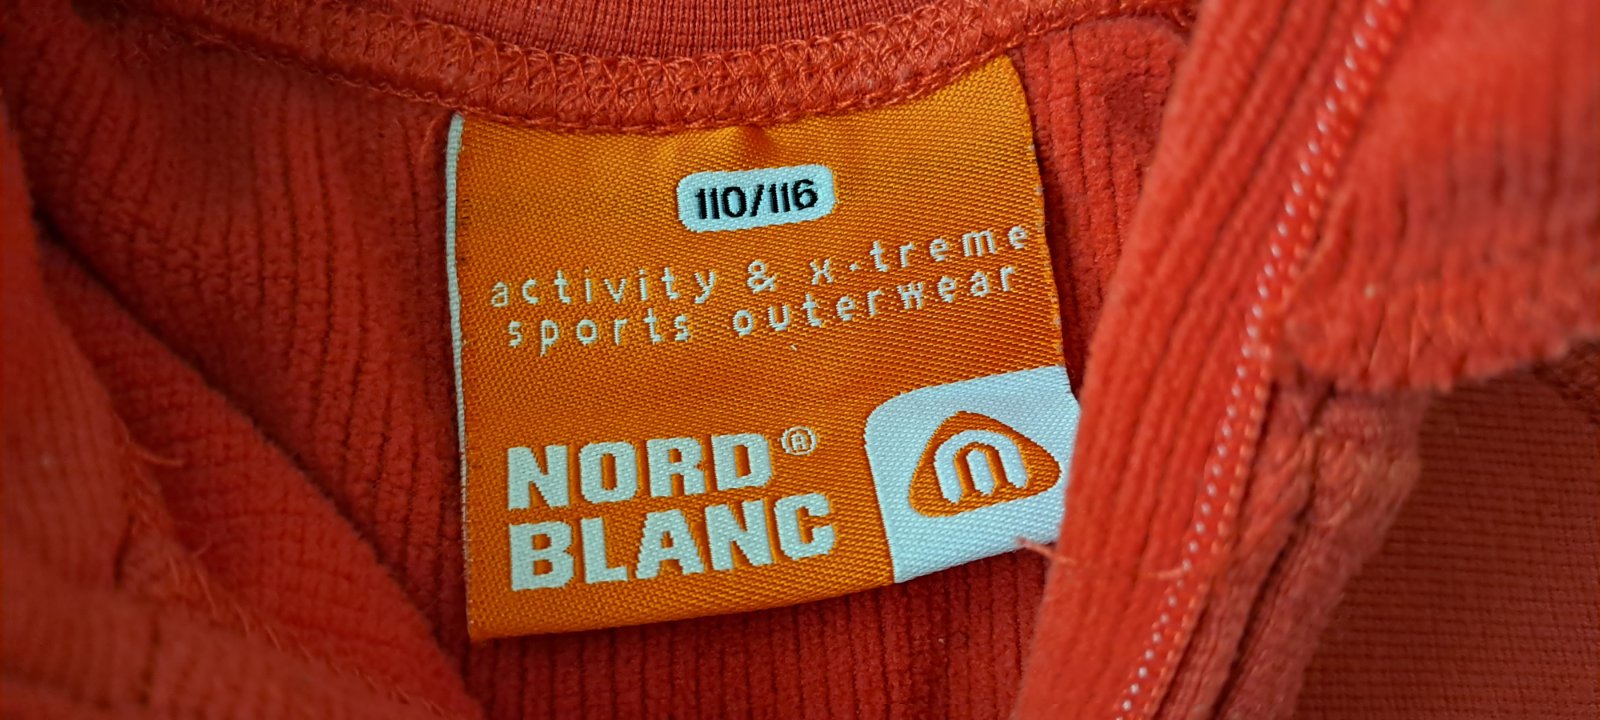 110/116
activity & x-treme
sports outerwear
NORD®
BLANC